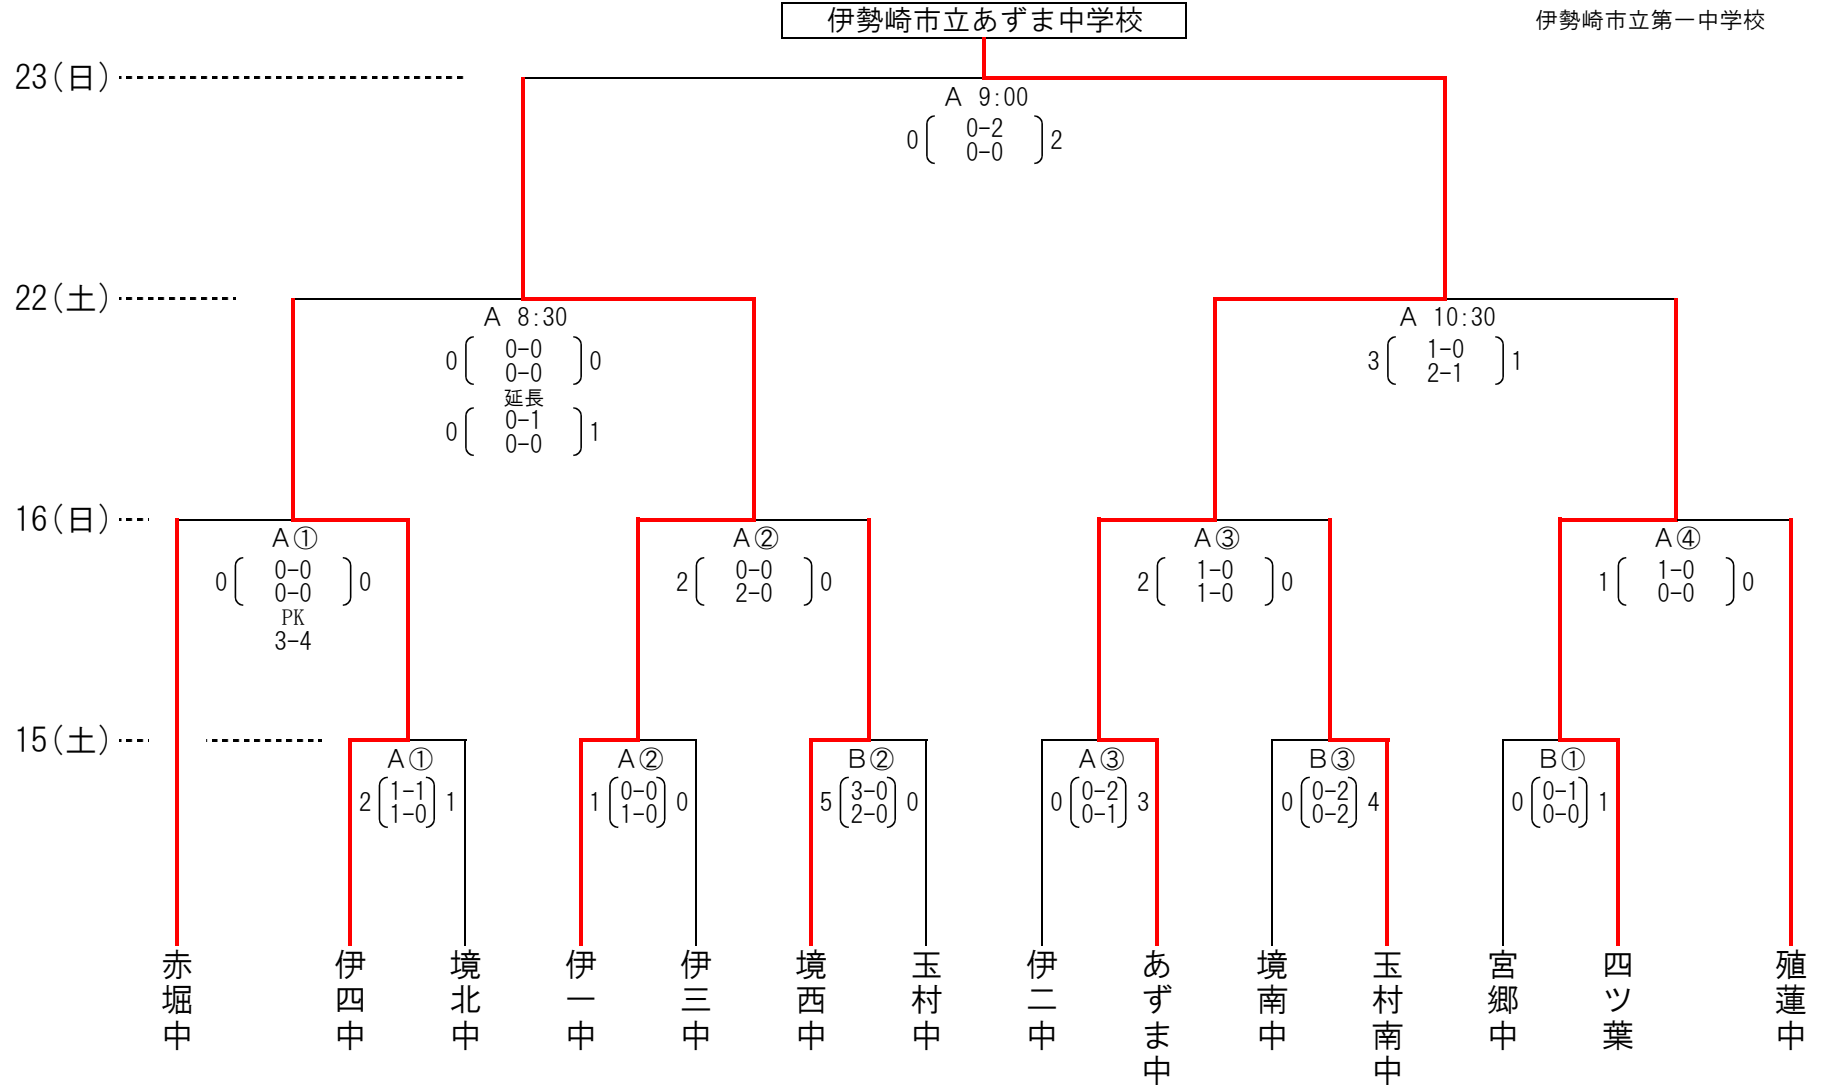 伊勢崎市立あずま中学校
伊勢崎市立第一中学校
23(日)
A 9:00
0 0-2 2
0-0
22(土)
A 8:30
0 0-0 0
0-0
延長
0 0-1 1
0-0
A 10:30
3 1-0 1
2-1
16(日)
A①
0 0-0 0
0-0
PK
3-4
A②
2 0-0 0
2-0
A③
2 1-0 0
1-0
A④
1 1-0 0
0-0
15(土)
A①
2 1-1 1
1-0
A②
1 0-0 0
1-0
B②
5 3-0 0
2-0
A③
0 0-2 3
0-1
B③
0 0-2 4
0-2
B①
0 0-1 1
0-0
赤堀中
伊四中
境北中
伊一中
伊三中
境西中
玉村中
伊二中
あずま中
境南中
玉村南中
宮郷中
四ツ葉
殖蓮中